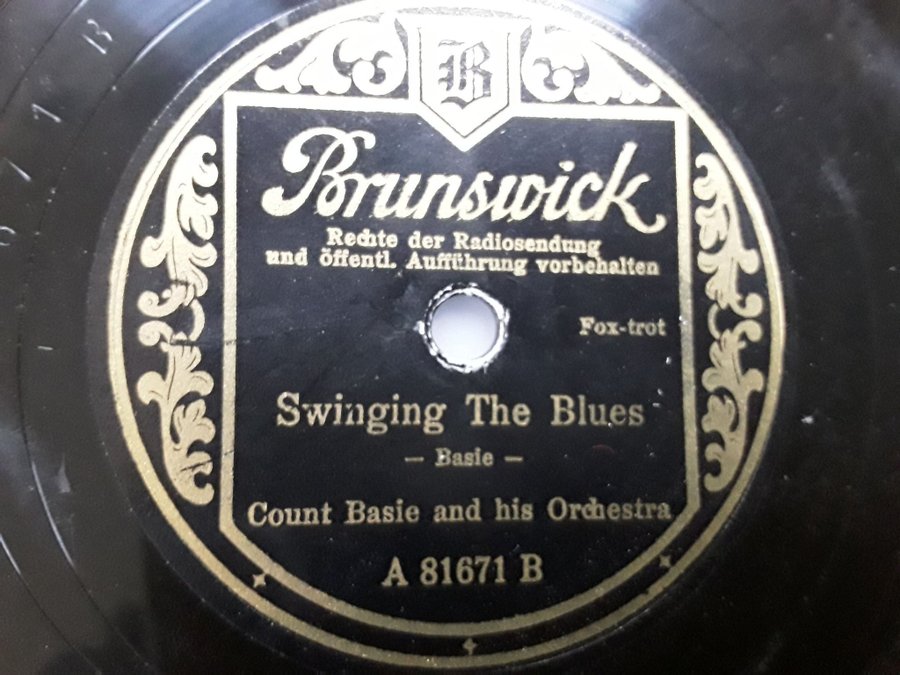 B
Brunswick
Rechte der Radiosendung
und öffentl. Aufführung vorbehalten
Fox-trot
Swinging The Blues
— Basie —
Count Basie and his Orchestra
A 81671 B